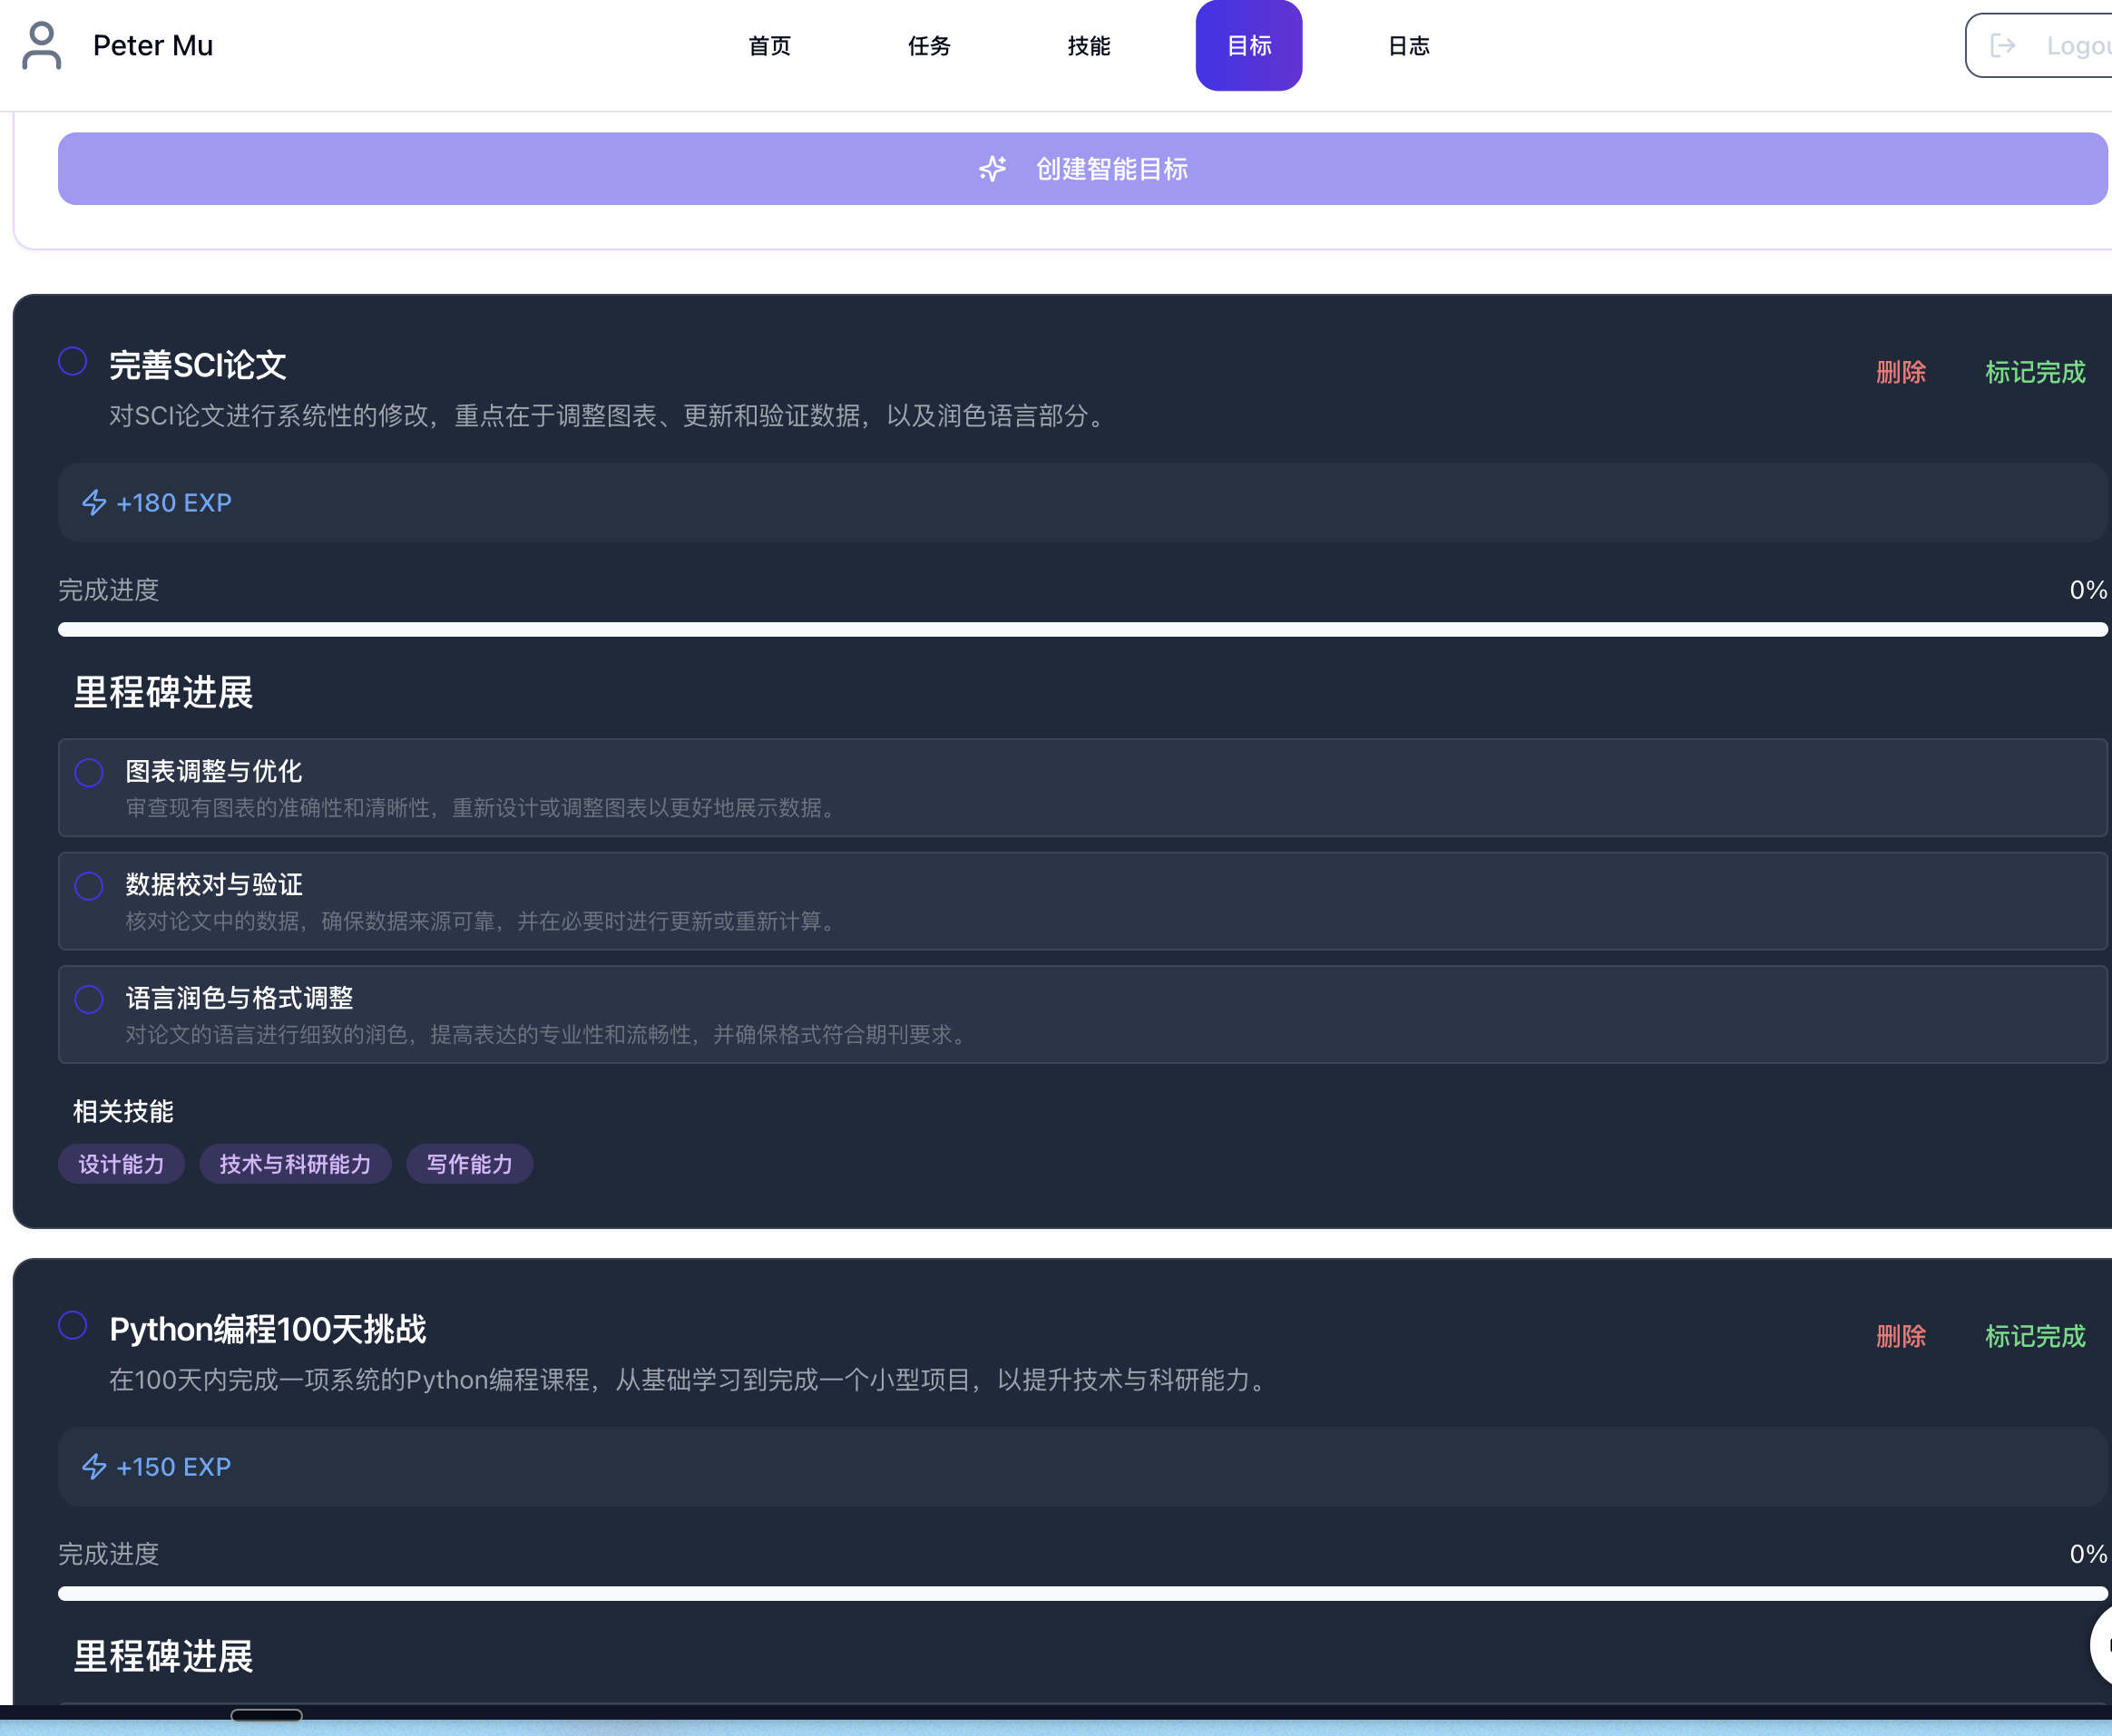 Peter Mu
首页
任务
技能
目标
日志
创建智能目标
完善SCI论文
删除
标记完成
对SCI论文进行系统性的修改，重点在于调整图表、更新和验证数据，以及润色语言部分。
+180 EXP
完成进度
0%
里程碑进展
图表调整与优化
审查现有图表的准确性和清晰性，重新设计或调整图表以更好地展示数据。
数据校对与验证
核对论文中的数据，确保数据来源可靠，并在必要时进行更新或重新计算。
语言润色与格式调整
对论文的语言进行细致的润色，提高表达的专业性和流畅性，并确保格式符合期刊要求。
相关技能
设计能力
技术与科研能力
写作能力
Python编程100天挑战
删除
标记完成
在100天内完成一项系统的Python编程课程，从基础学习到完成一个小型项目，以提升技术与科研能力。
+150 EXP
完成进度
0%
里程碑进展